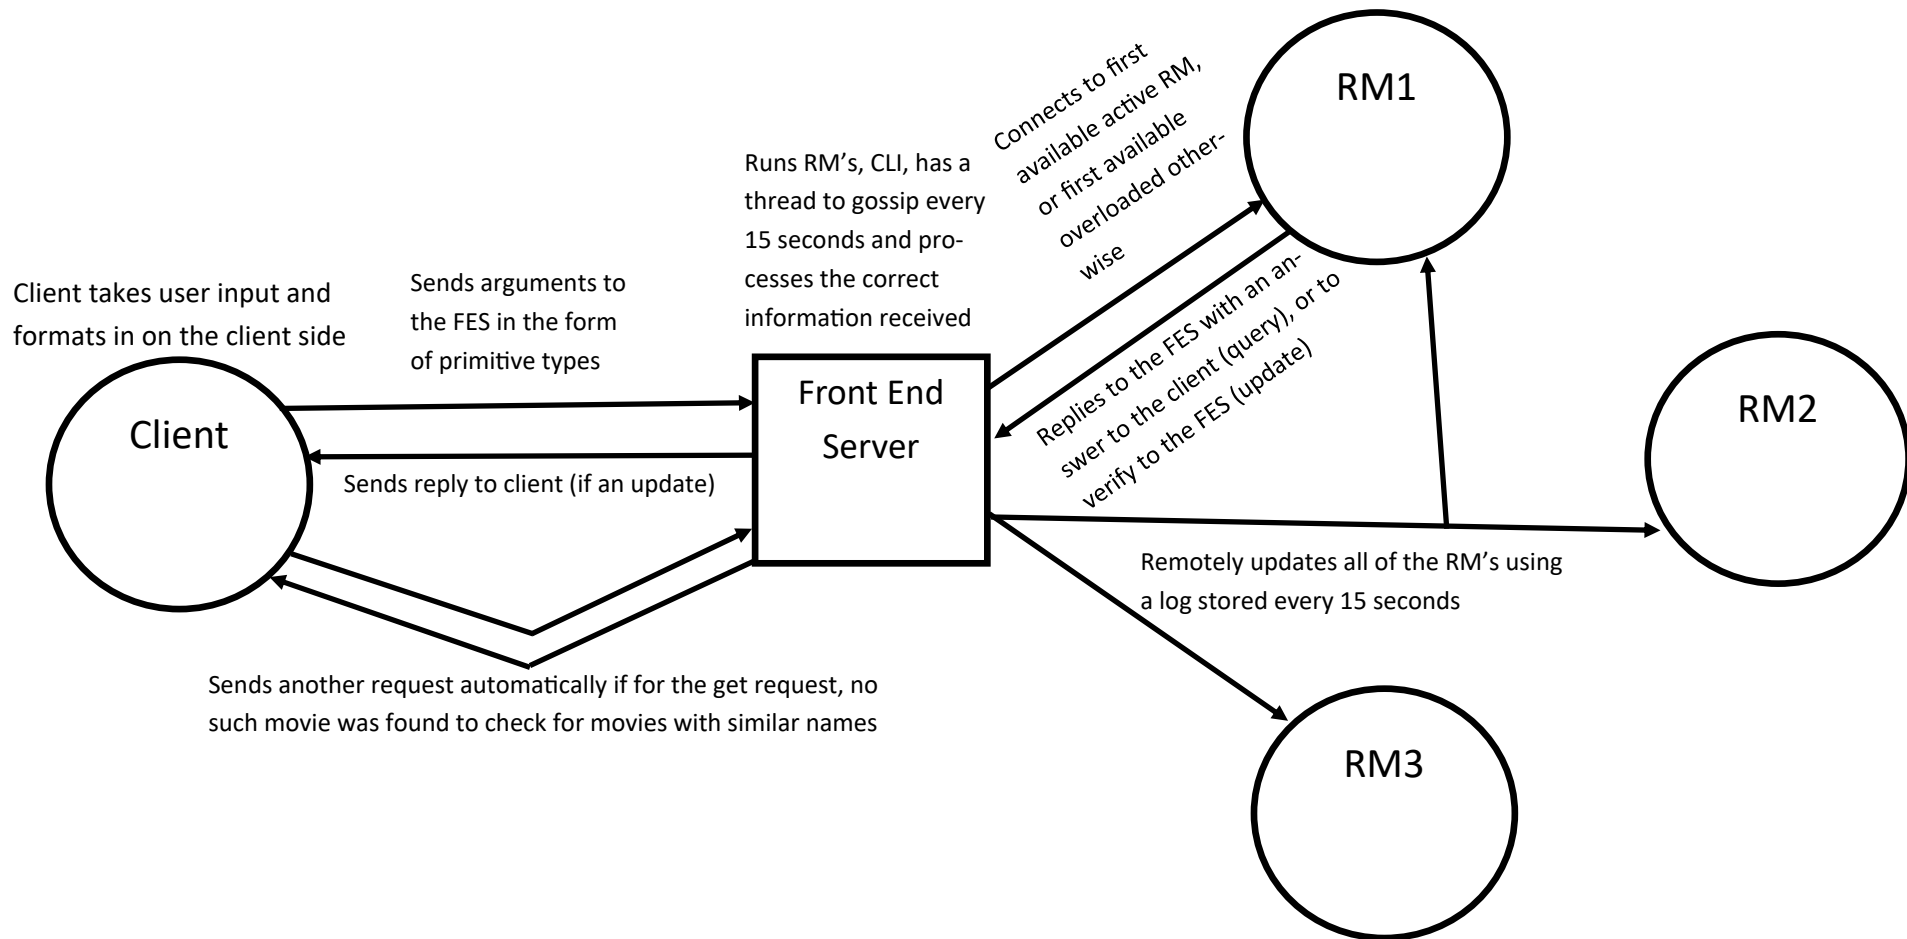 Client takes user input and
formats in on the client side
Client
Sends arguments to
the FES in the form
of primitive types
Sends reply to client (if an update)
Sends another request automatically if for the get request, no
such movie was found to check for movies with similar names
Runs RM’s, CLI, has a
thread to gossip every
15 seconds and pro-
cesses the correct
information received
Front End
Server
Connects to first
available active RM,
or first available
overloaded other-
wise
Replies to the FES with an an-
swer to the client (query), or to
verify to the FES (update)
RM1
RM2
Remotely updates all of the RM’s using
a log stored every 15 seconds
RM3